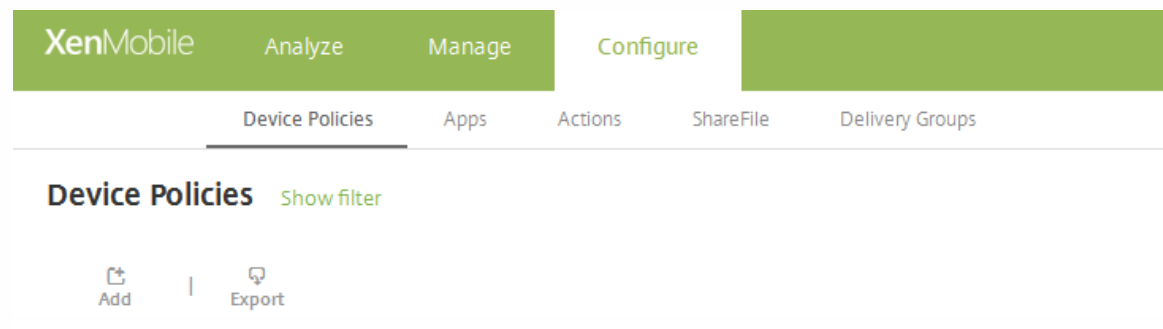 XenMobile Analyze Manage Configure
Device Policies Apps Actions ShareFile Delivery Groups
Device Policies Show filter
Add | Export